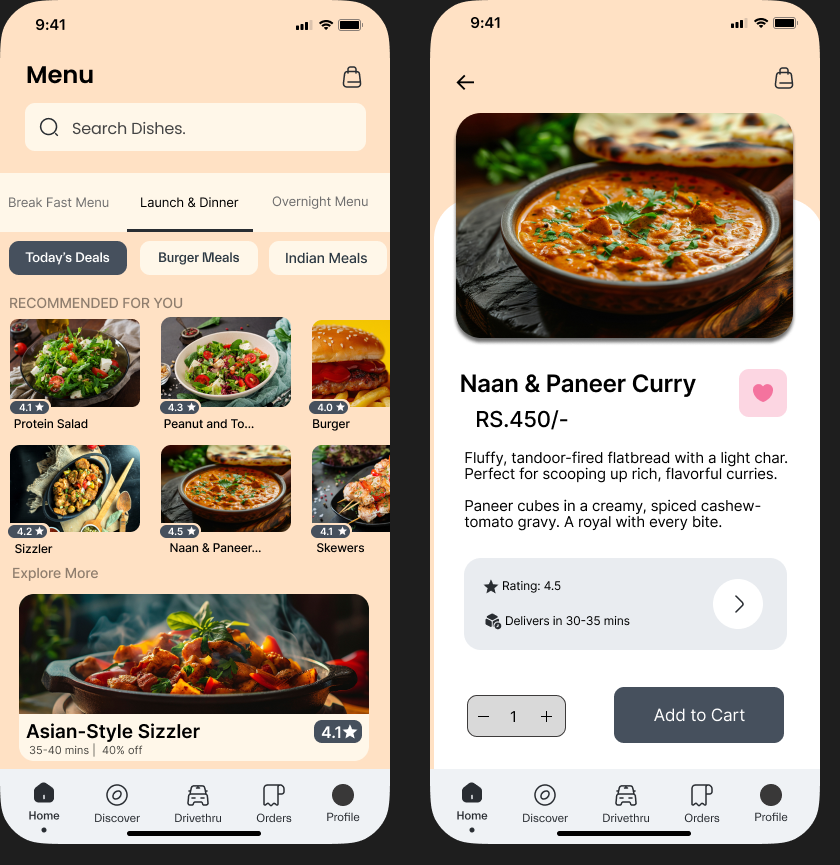 9:41
Menu
Search Dishes.
Break Fast Menu
Launch & Dinner
Overnight Menu
Today's Deals
Burger Meals
Indian Meals
RECOMMENDED FOR YOU
4.1
4.3
4.0
Protein Salad
Peanut and To...
Burger
4.2
4.5
4.1
Sizzler
Naan & Paneer...
Skewers
Explore More
Asian-Style Sizzler
4.1
35-40 mins | 40% off
Home
Discover
Drivethru
Orders
Profile
9:41
Naan & Paneer Curry
RS.450/-
Fluffy, tandoor-fired flatbread with a light char.
Perfect for scooping up rich, flavorful curries.
Paneer cubes in a creamy, spiced cashew-
tomato gravy. A royal with every bite.
Rating: 4.5
Delivers in 30-35 mins
1
Add to Cart
Home
Discover
Drivethru
Orders
Profile